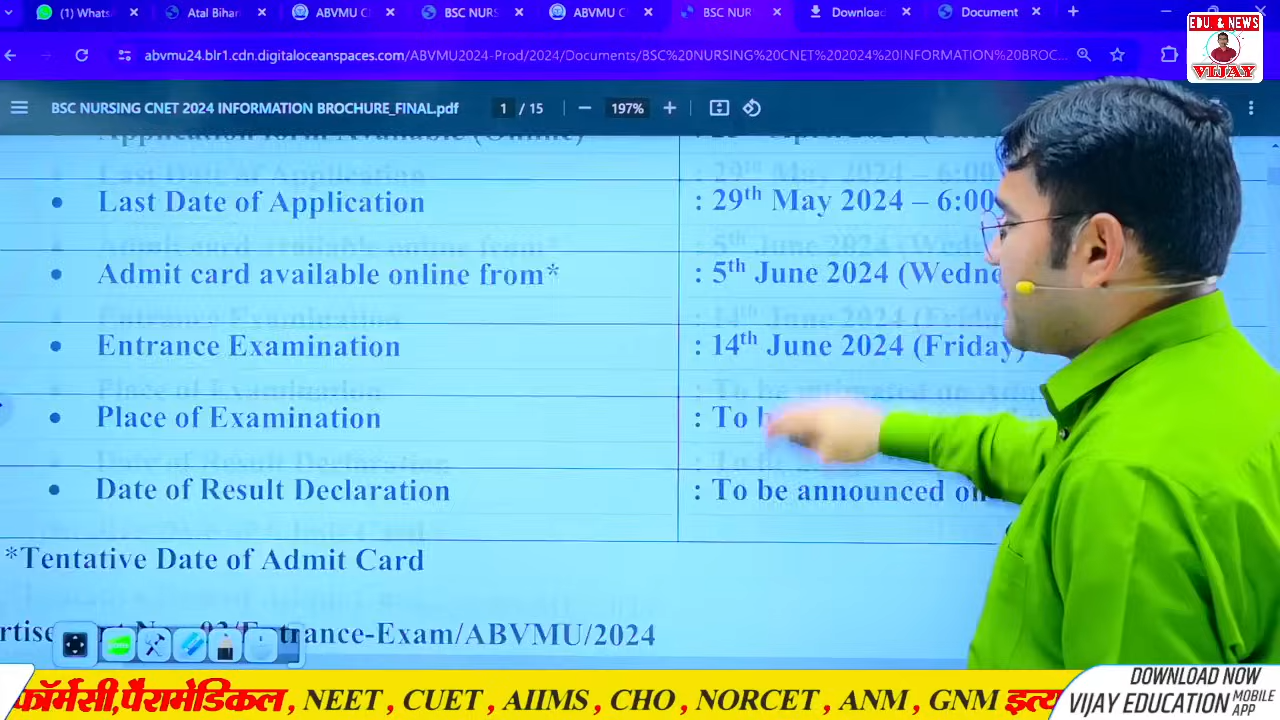 (1) Whats
Atal Bihar
ABVMU C
BSC NURS
ABVMU C
BSC NUR
Download
Document
abvmu24.blr1.cdn.digitaloceanspaces.com/ABVMU2024-Prod/2024/Documents/BSC%20NURSING%20CNET%202024%20INFORMATION%20BROC...
EDU. & NEWS
VIJAY
BSC NURSING CNET 2024 INFORMATION BROCHURE_FINAL.pdf
1 / 15
197%
Application form Available (Online)
• Last Date of Application : 29th May 2024 – 6:00
• Admit card available online from* : 5th June 2024 (Wedne
• Entrance Examination : 14th June 2024 (Friday)
• Place of Examination : To b
• Date of Result Declaration : To be announced on
*Tentative Date of Admit Card
Entrance-Exam/ABVMU/2024
फॉर्मेसी,पैरामेडिकल, NEET, CUET, AIIMS, CHO, NORCET, ANM, GNM इत्य
DOWNLOAD NOW
VIJAY EDUCATION MOBILE APP